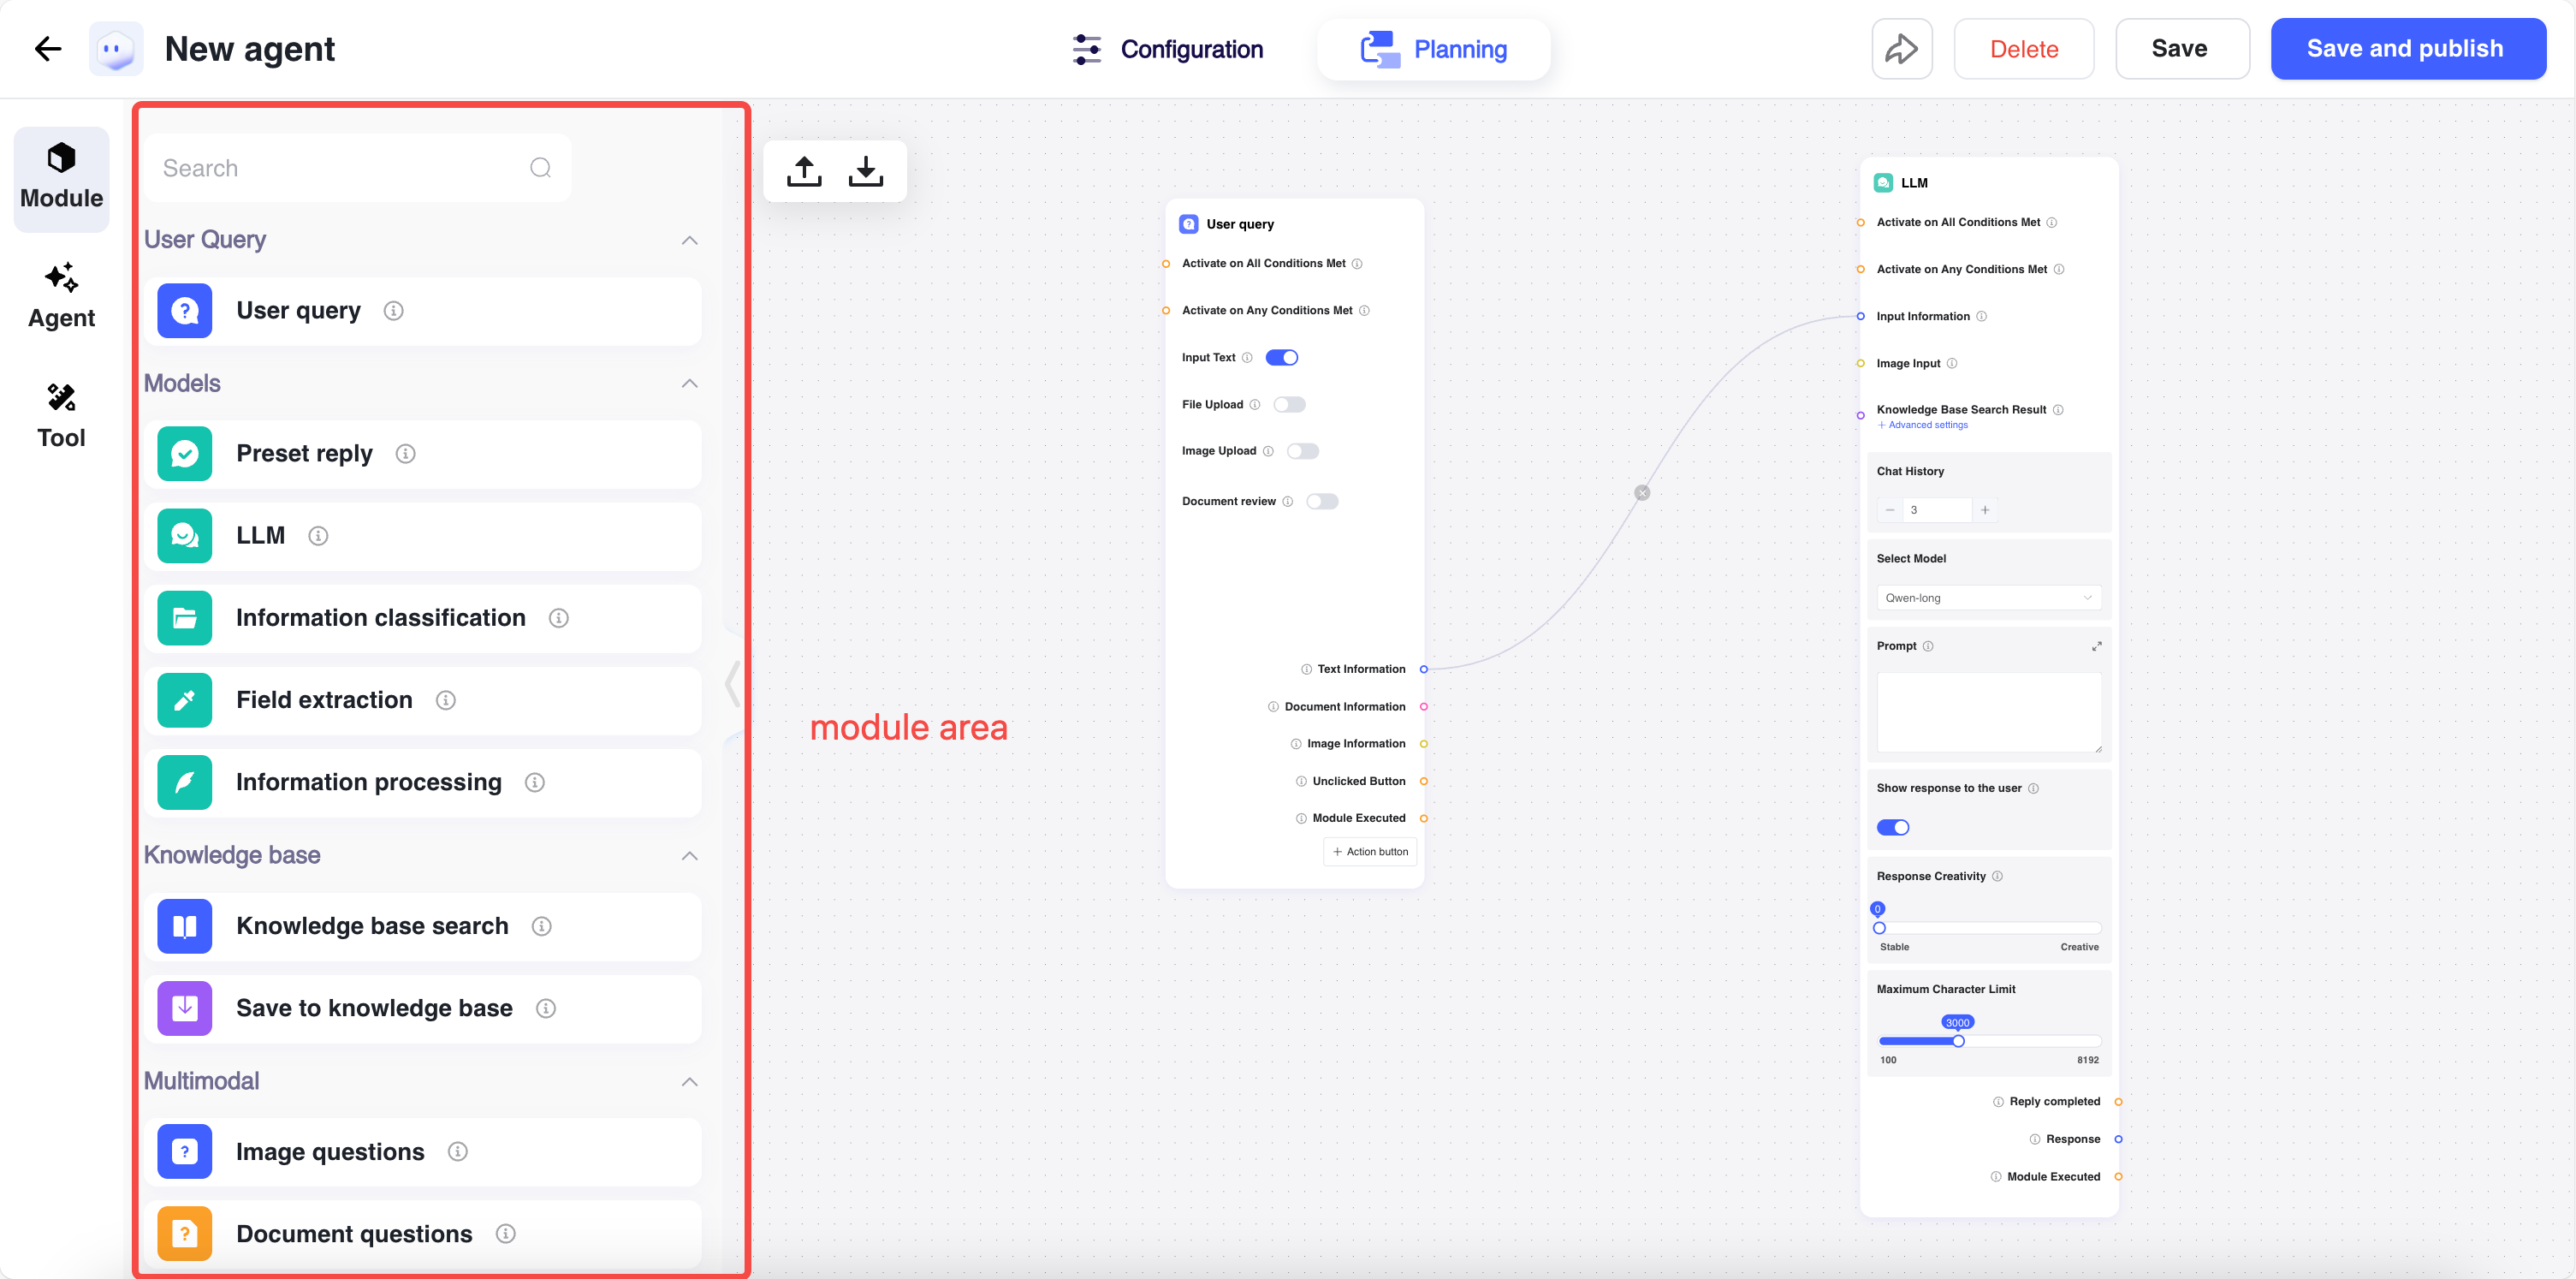 New agent
Configuration
Planning
Delete
Save
Save and publish
Module
Agent
Tool
Search
User Query
User query
Models
Preset reply
LLM
Information classification
Field extraction
Information processing
Knowledge base
Knowledge base search
Save to knowledge base
Multimodal
Image questions
Document questions
module area
User query
Activate on All Conditions Met
Activate on Any Conditions Met
Input Text
File Upload
Image Upload
Document review
Text Information
Document Information
Image Information
Unclicked Button
Module Executed
+ Action button
LLM
Activate on All Conditions Met
Activate on Any Conditions Met
Input Information
Image Input
Knowledge Base Search Result
+ Advanced settings
Chat History
− 3 +
Select Model
Qwen-long
Prompt
Show response to the user
Response Creativity
0
Stable Creative
Maximum Character Limit
3000
100 8192
Reply completed
Response
Module Executed